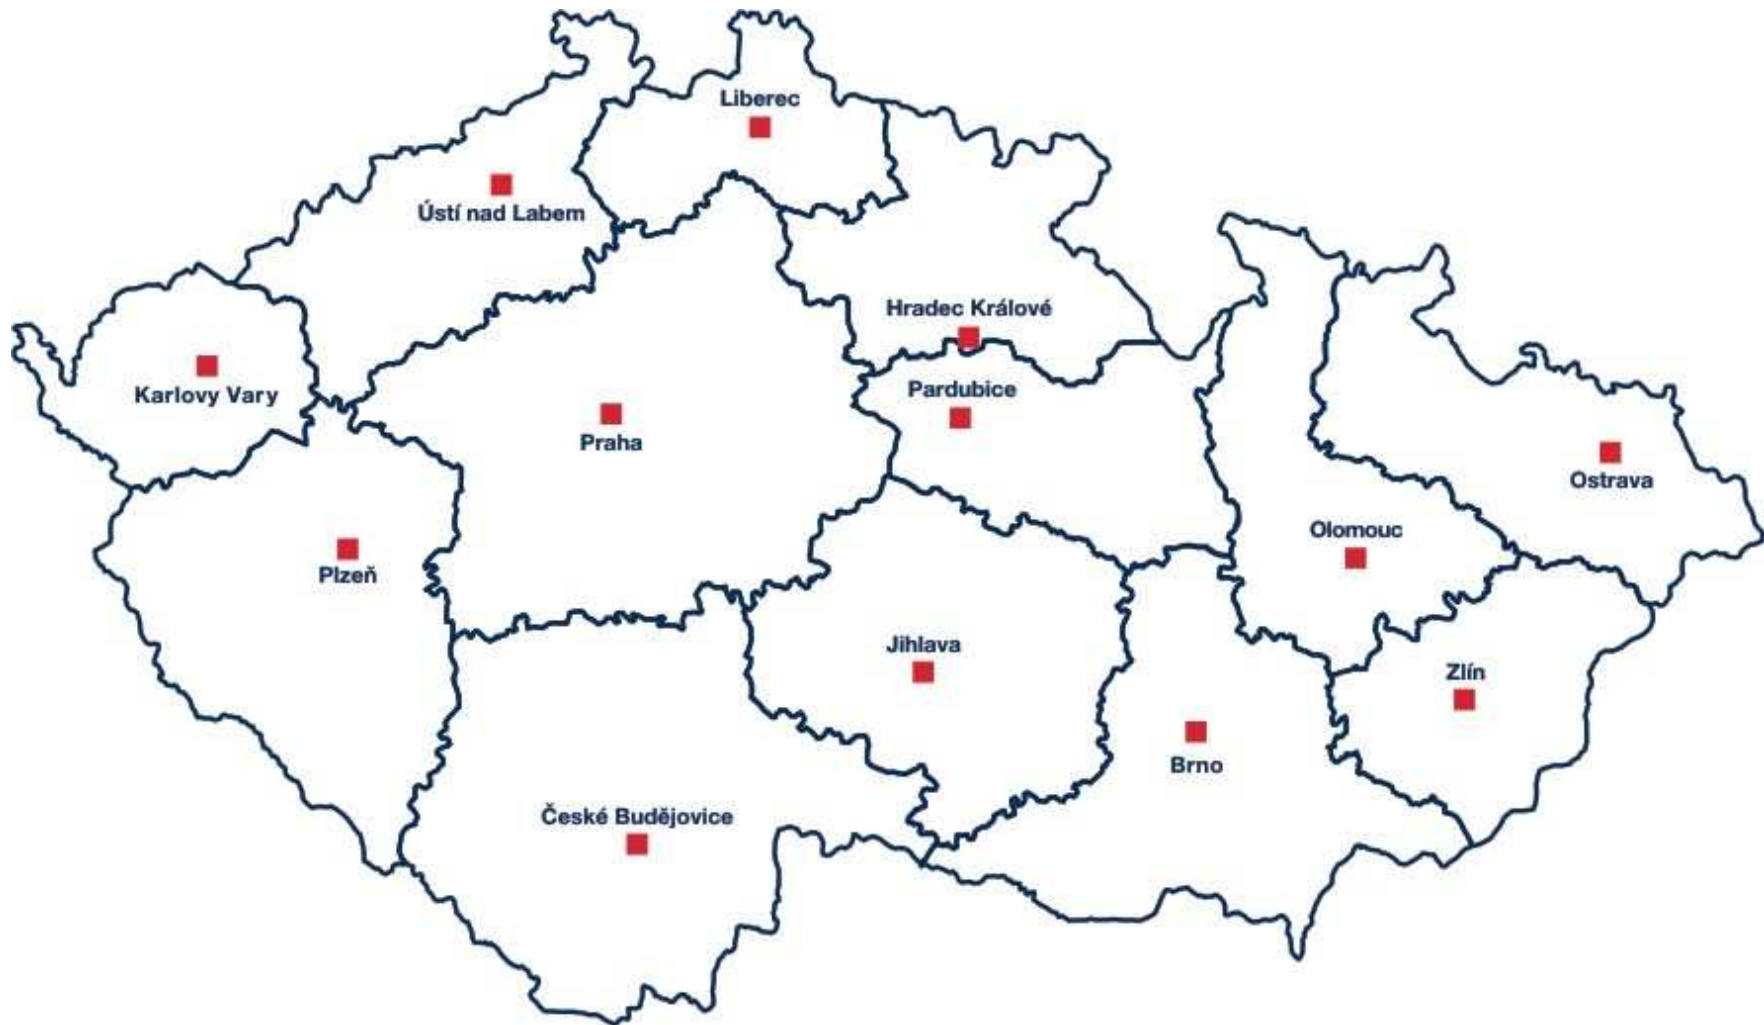 Liberec
Ústí nad Labem
Hradec Králové
Karlovy Vary
Pardubice
Praha
Ostrava
Olomouc
Plzeň
Jihlava
Zlín
Brno
České Budějovice